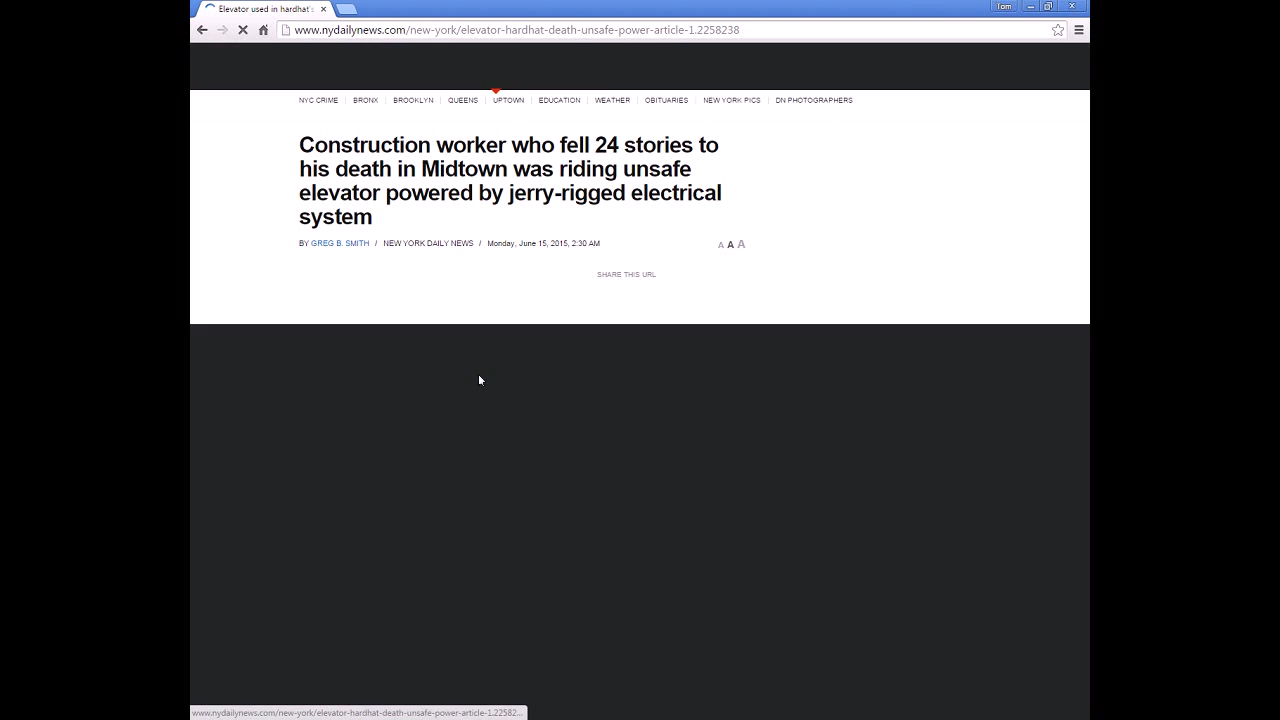 Elevator used in hardhat's
Tom
www.nydailynews.com/new-york/elevator-hardhat-death-unsafe-power-article-1.2258238
NYC CRIME BRONX BROOKLYN QUEENS UPTOWN EDUCATION WEATHER OBITUARIES NEW YORK PICS DN PHOTOGRAPHERS
Construction worker who fell 24 stories to
his death in Midtown was riding unsafe
elevator powered by jerry-rigged electrical
system
BY GREG B. SMITH / NEW YORK DAILY NEWS / Monday, June 15, 2015, 2:30 AM
A A A
SHARE THIS URL
www.nydailynews.com/new-york/elevator-hardhat-death-unsafe-power-article-1.22582...